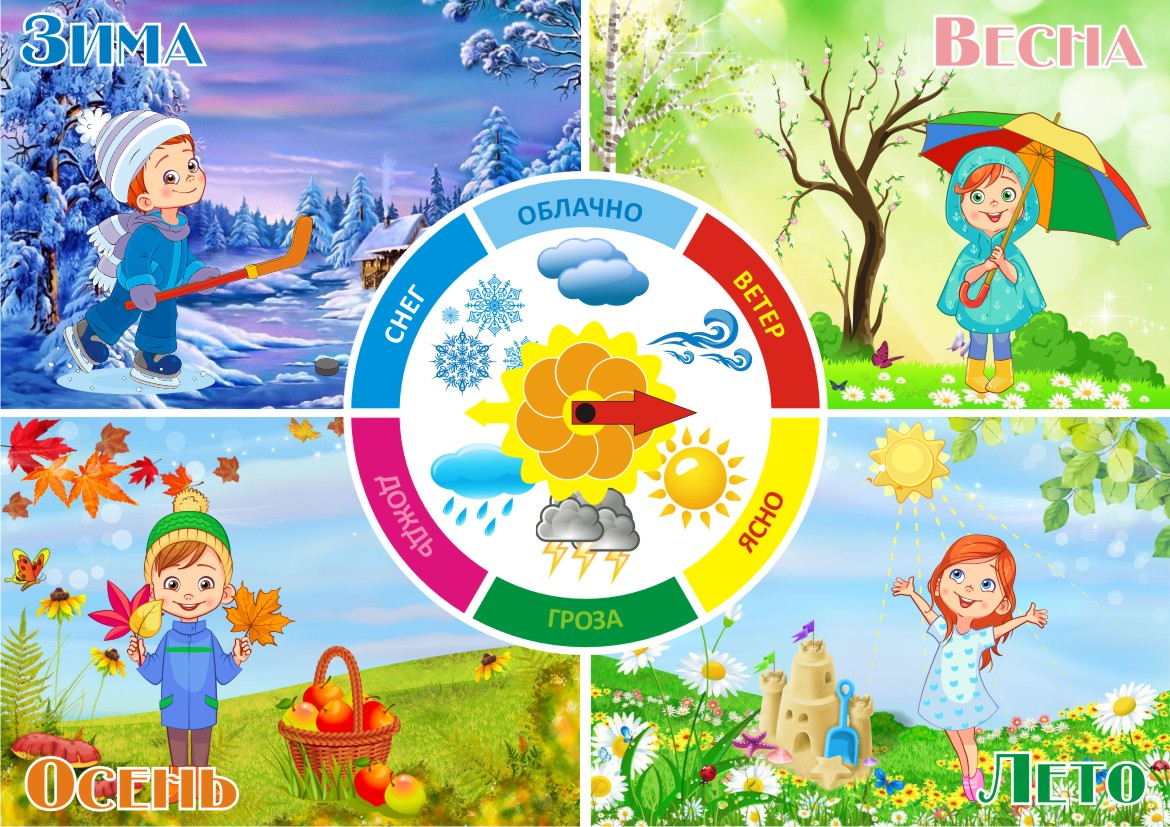 Зима
Весна
ОБЛАЧНО
СНЕГ
ВЕТЕР
ДОЖДЬ
ЯСНО
ГРОЗА
Осень
Лето